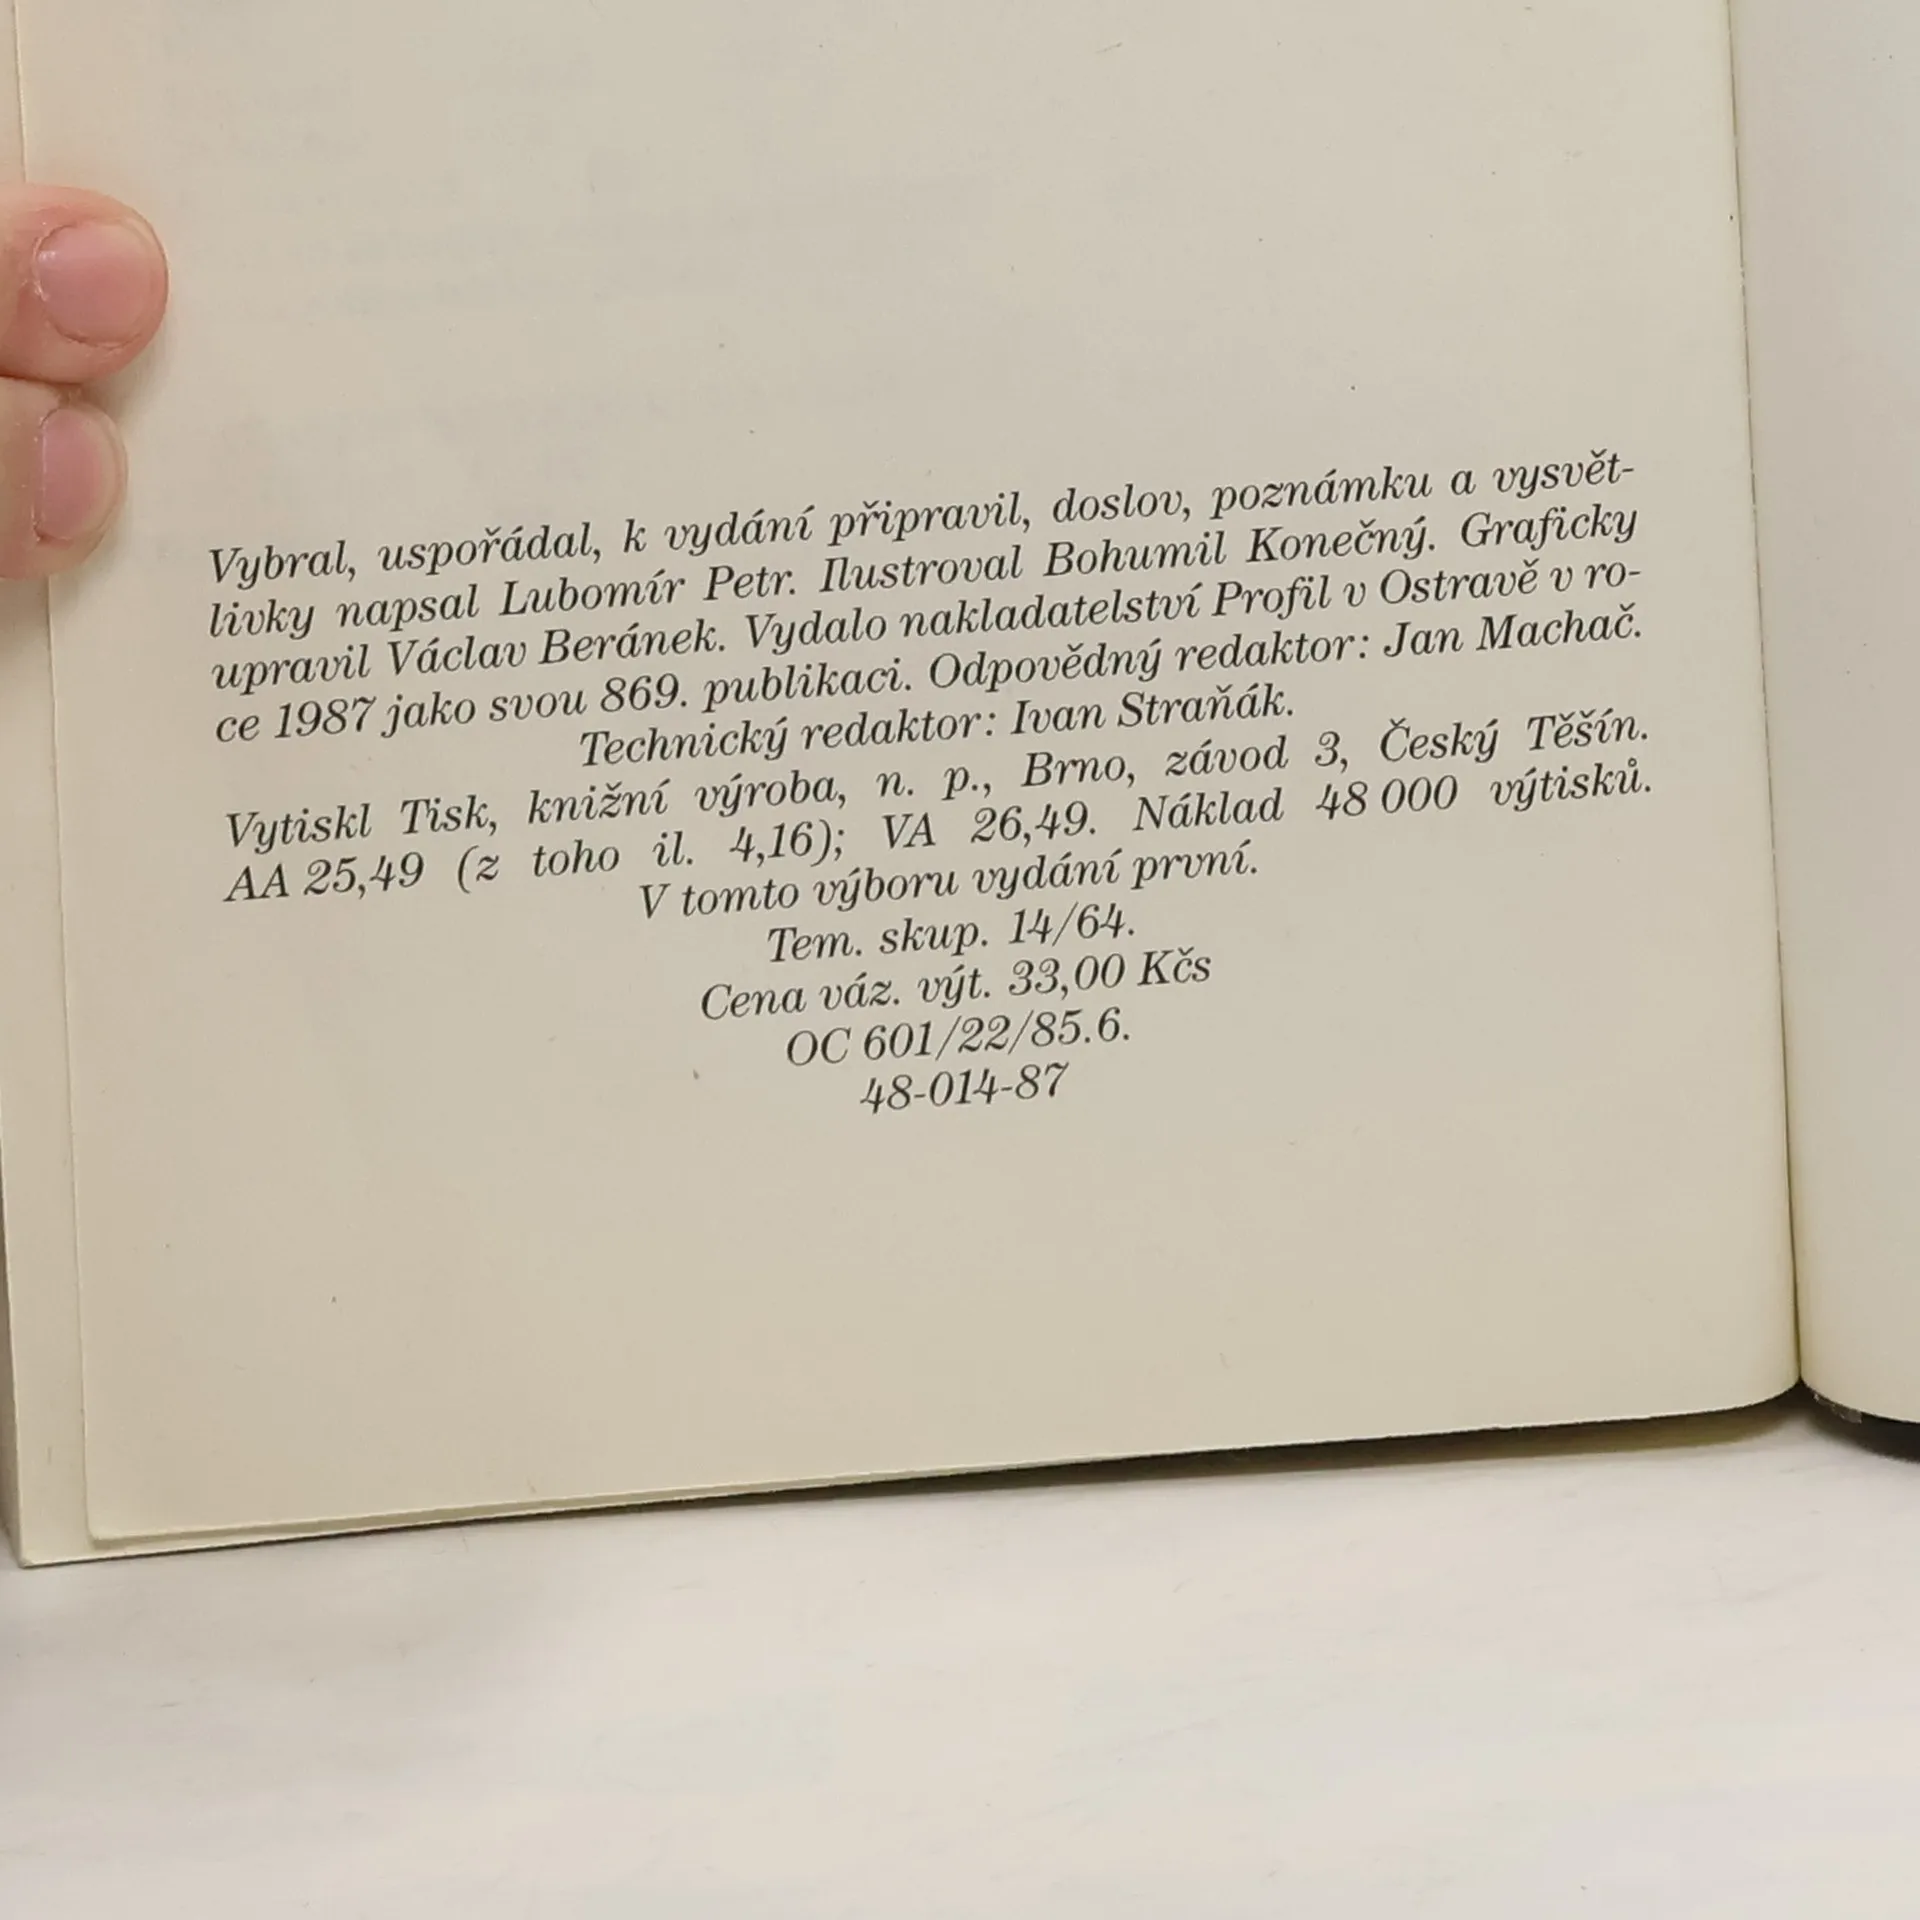 Vybral, uspořádal, k vydání připravil, doslov, poznámku a vysvět-
livky napsal Lubomír Petr. Ilustroval Bohumil Konečný. Graficky
upravil Václav Beránek. Vydalo nakladatelství Profil v Ostravě v ro-
ce 1987 jako svou 869. publikaci. Odpovědný redaktor: Jan Machač.
Technický redaktor: Ivan Straňák.
Vytiskl Tisk, knižní výroba, n. p., Brno, závod 3, Český Těšín.
AA 25,49 (z toho il. 4,16); VA 26,49. Náklad 48 000 výtisků.
V tomto výboru vydání první.
Tem. skup. 14/64.
Cena váz. výt. 33,00 Kčs
OC 601/22/85.6.
48-014-87